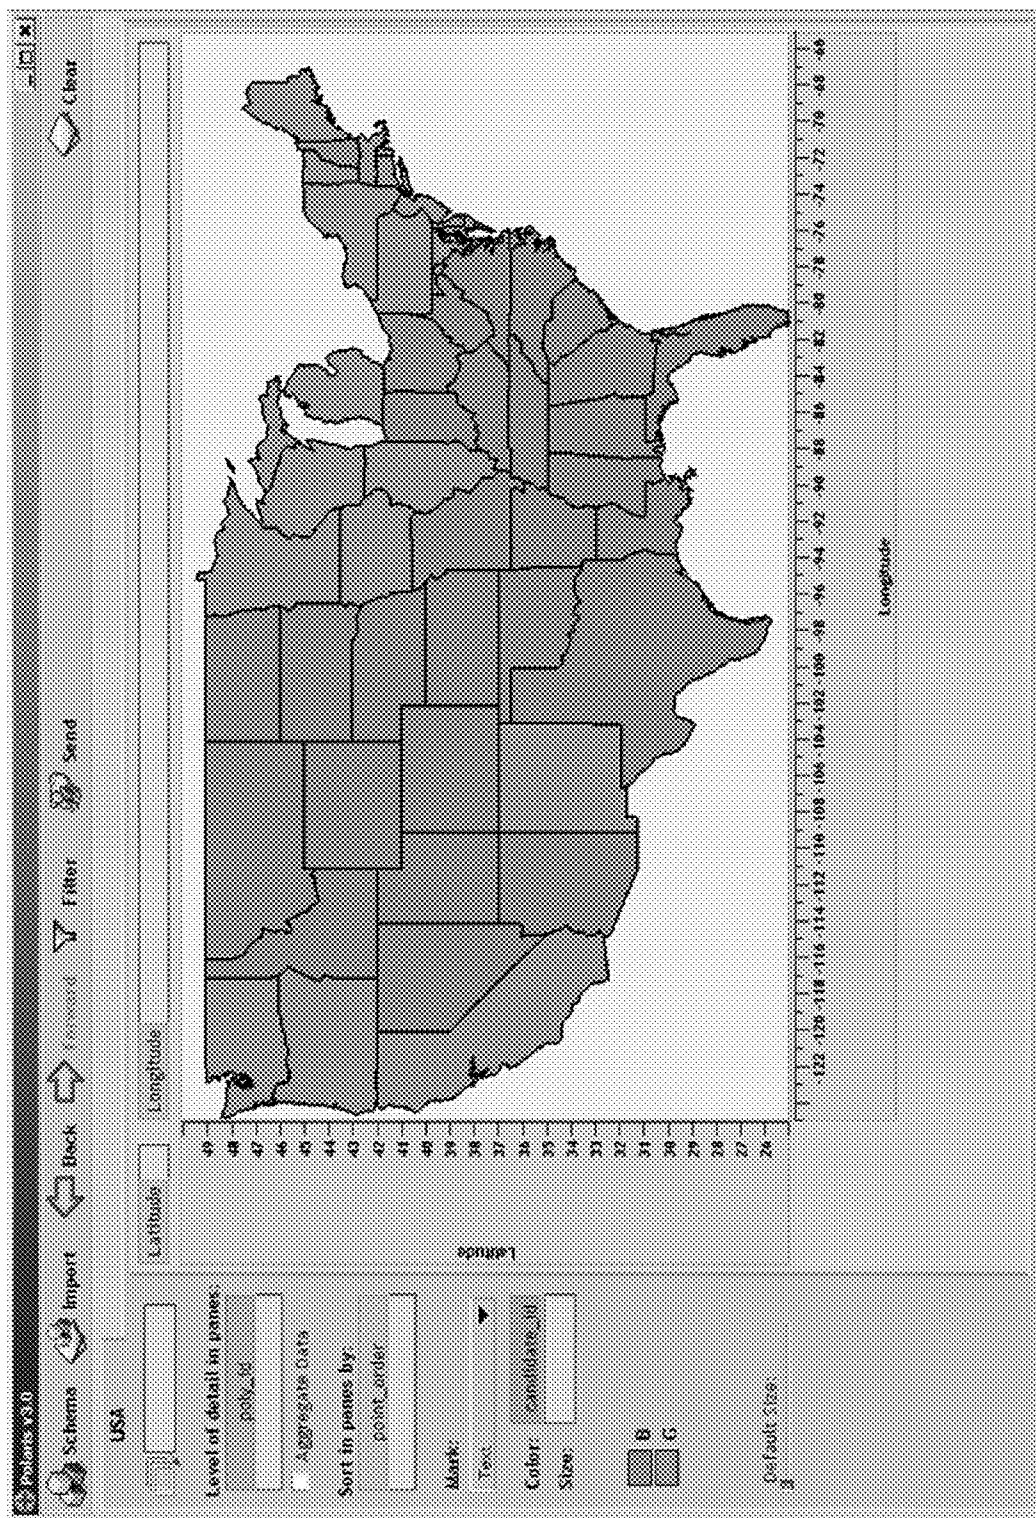 Polaris V3.0
Schema Import Back Forward Filter Send Clear
USA
Latitude
Longitude
Level of detail in panes:
poly_id
Aggregate Data
Sort in panes by:
point_order
Mark:
Text
Color:
candidate_id
Size:
B
G
Default Size:
Latitude
49
48
47
46
45
44
43
42
41
40
39
38
37
36
35
34
33
32
31
30
29
28
27
26
-122 -120 -118 -116 -114 -112 -110 -108 -106 -104 -102 -100 -98 -96 -94 -92 -90 -88 -86 -84 -82 -80 -78 -76 -74 -72 -70 -68 -66
Longitude